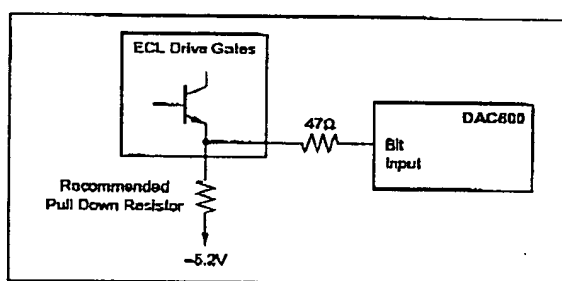 ECL Drive Gates
47Ω
DAC600
Bit
Input
Recommended
Pull Down Resistor
–5.2V